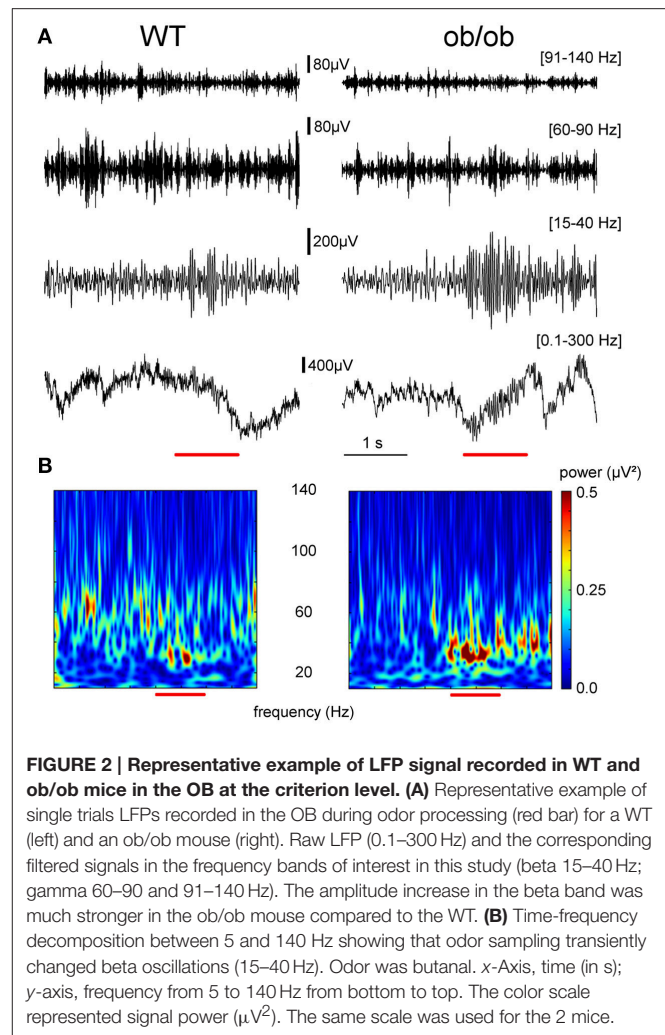 A
WT
ob/ob
80µV
[91-140 Hz]
80µV
[60-90 Hz]
200µV
[15-40 Hz]
400µV
[0.1-300 Hz]
1 s
B
power (µV²)
140
100
60
20
0.5
0.25
0.0
frequency (Hz)
FIGURE 2 | Representative example of LFP signal recorded in WT and
ob/ob mice in the OB at the criterion level. (A) Representative example of
single trials LFPs recorded in the OB during odor processing (red bar) for a WT
(left) and an ob/ob mouse (right). Raw LFP (0.1–300 Hz) and the corresponding
filtered signals in the frequency bands of interest in this study (beta 15–40 Hz;
gamma 60–90 and 91–140 Hz). The amplitude increase in the beta band was
much stronger in the ob/ob mouse compared to the WT. (B) Time-frequency
decomposition between 5 and 140 Hz showing that odor sampling transiently
changed beta oscillations (15–40 Hz). Odor was butanal. x-Axis, time (in s);
y-axis, frequency from 5 to 140 Hz from bottom to top. The color scale
represented signal power (µV²). The same scale was used for the 2 mice.